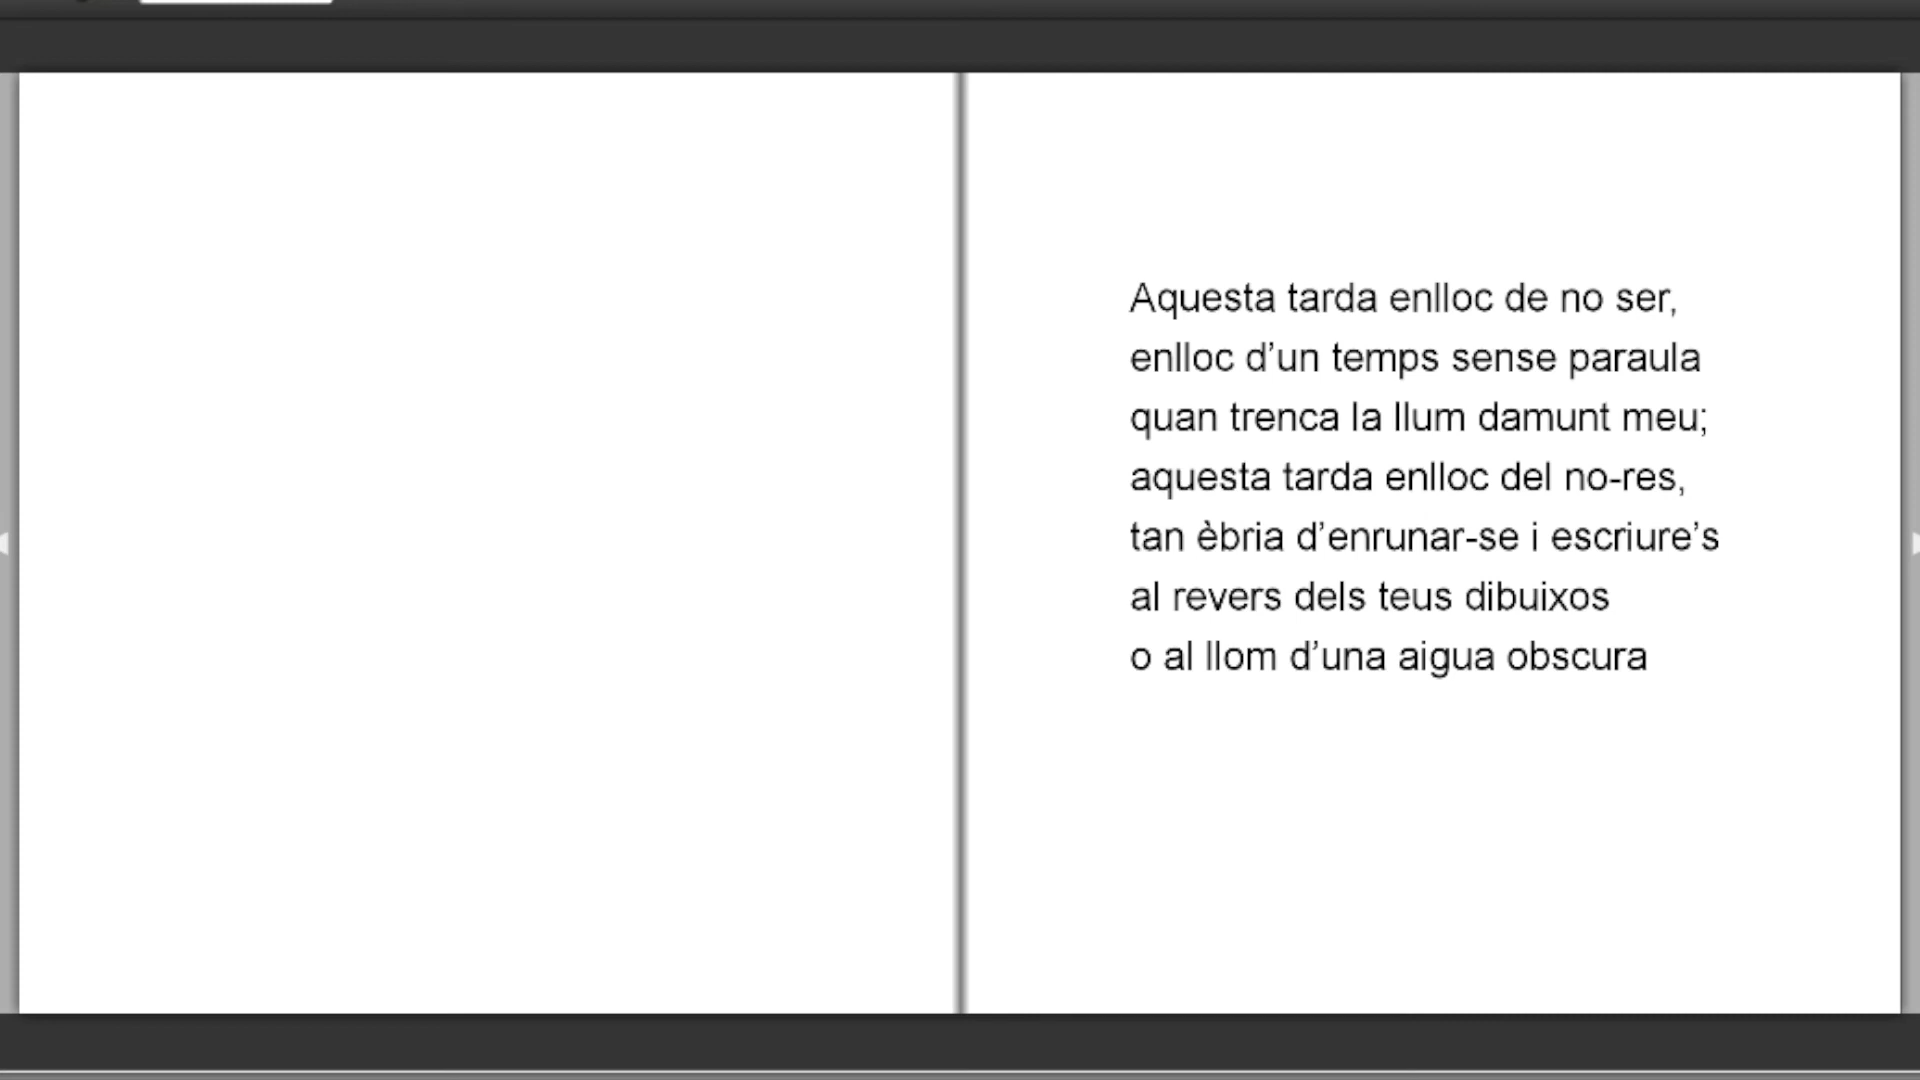 Aquesta tarda enlloc de no ser,
enlloc d’un temps sense paraula
quan trenca la llum damunt meu;
aquesta tarda enlloc del no-res,
tan èbria d’enrunar-se i escriure’s
al revers dels teus dibuixos
o al llom d’una aigua obscura